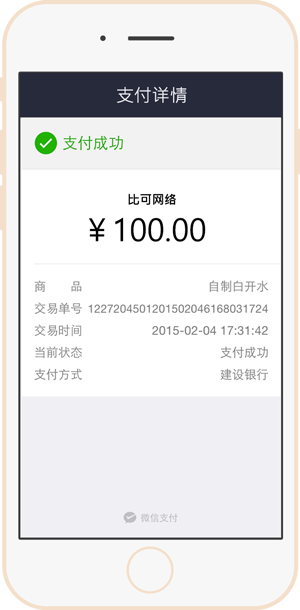 支付详情
支付成功
比可网络
¥ 100.00
商 品 自制白开水
交易单号 1227204501201502046168031724
交易时间 2015-02-04 17:31:42
当前状态 支付成功
支付方式 建设银行
微信支付